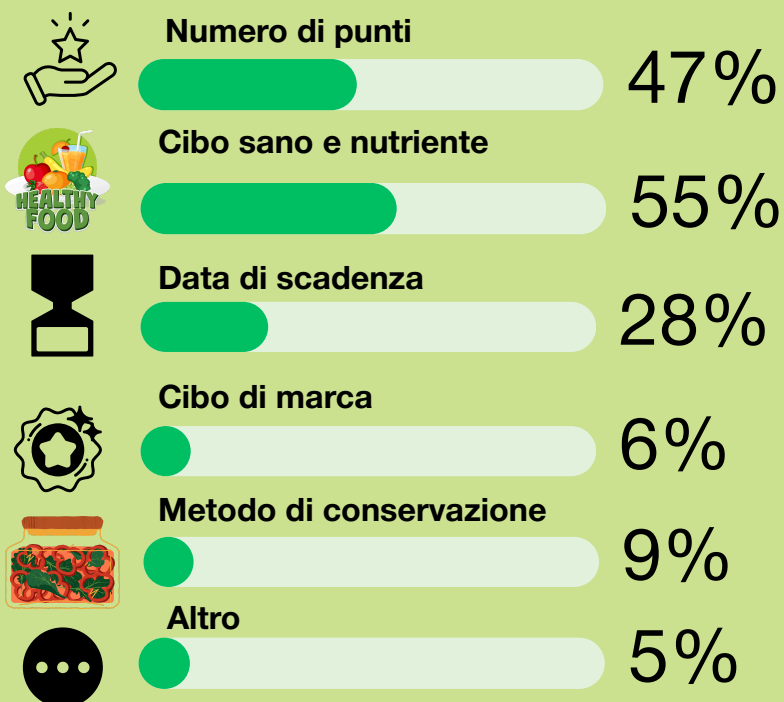 Numero di punti
47%
Cibo sano e nutriente
HEALTHY
FOOD
55%
Data di scadenza
28%
Cibo di marca
6%
Metodo di conservazione
9%
Altro
5%